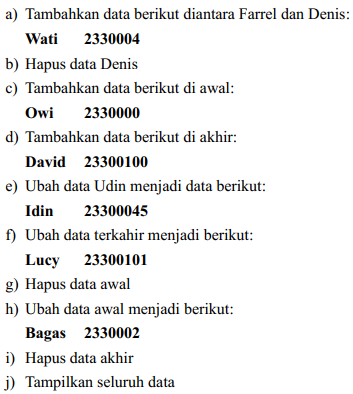 a) Tambahkan data berikut diantara Farrel dan Denis:
Wati 2330004
b) Hapus data Denis
c) Tambahkan data berikut di awal:
Owi 2330000
d) Tambahkan data berikut di akhir:
David 23300100
e) Ubah data Udin menjadi data berikut:
Idin 23300045
f) Ubah data terkahir menjadi berikut:
Lucy 23300101
g) Hapus data awal
h) Ubah data awal menjadi berikut:
Bagas 2330002
i) Hapus data akhir
j) Tampilkan seluruh data